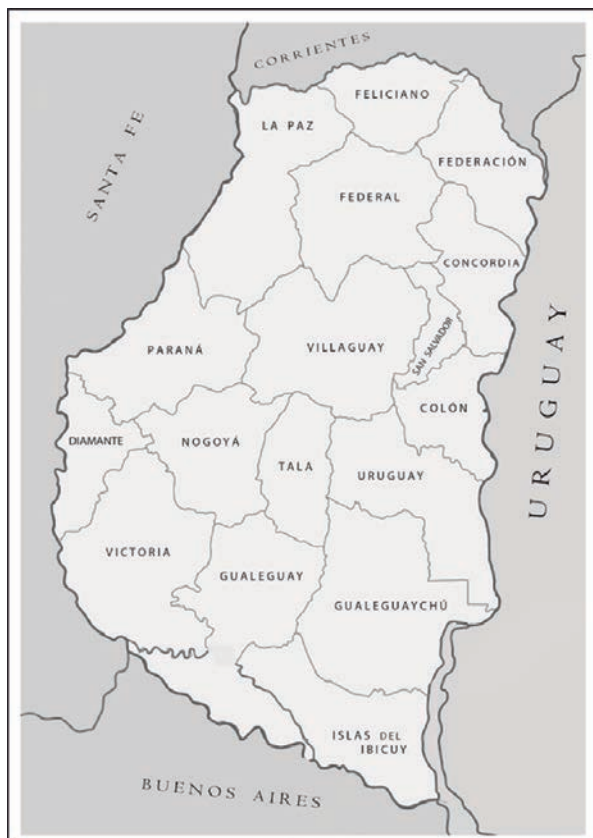 CORRIENTES
FELICIANO
LA PAZ
SANTA FE
FEDERACIÓN
FEDERAL
CONCORDIA
SAN SALVADOR
PARANÁ
VILLAGUAY
URUGUAY
COLÓN
DIAMANTE
NOGOYÁ
TALA
URUGUAY
VICTORIA
GUALEGUAY
GUALEGUAYCHÚ
ISLAS DEL
IBICUY
BUENOS AIRES